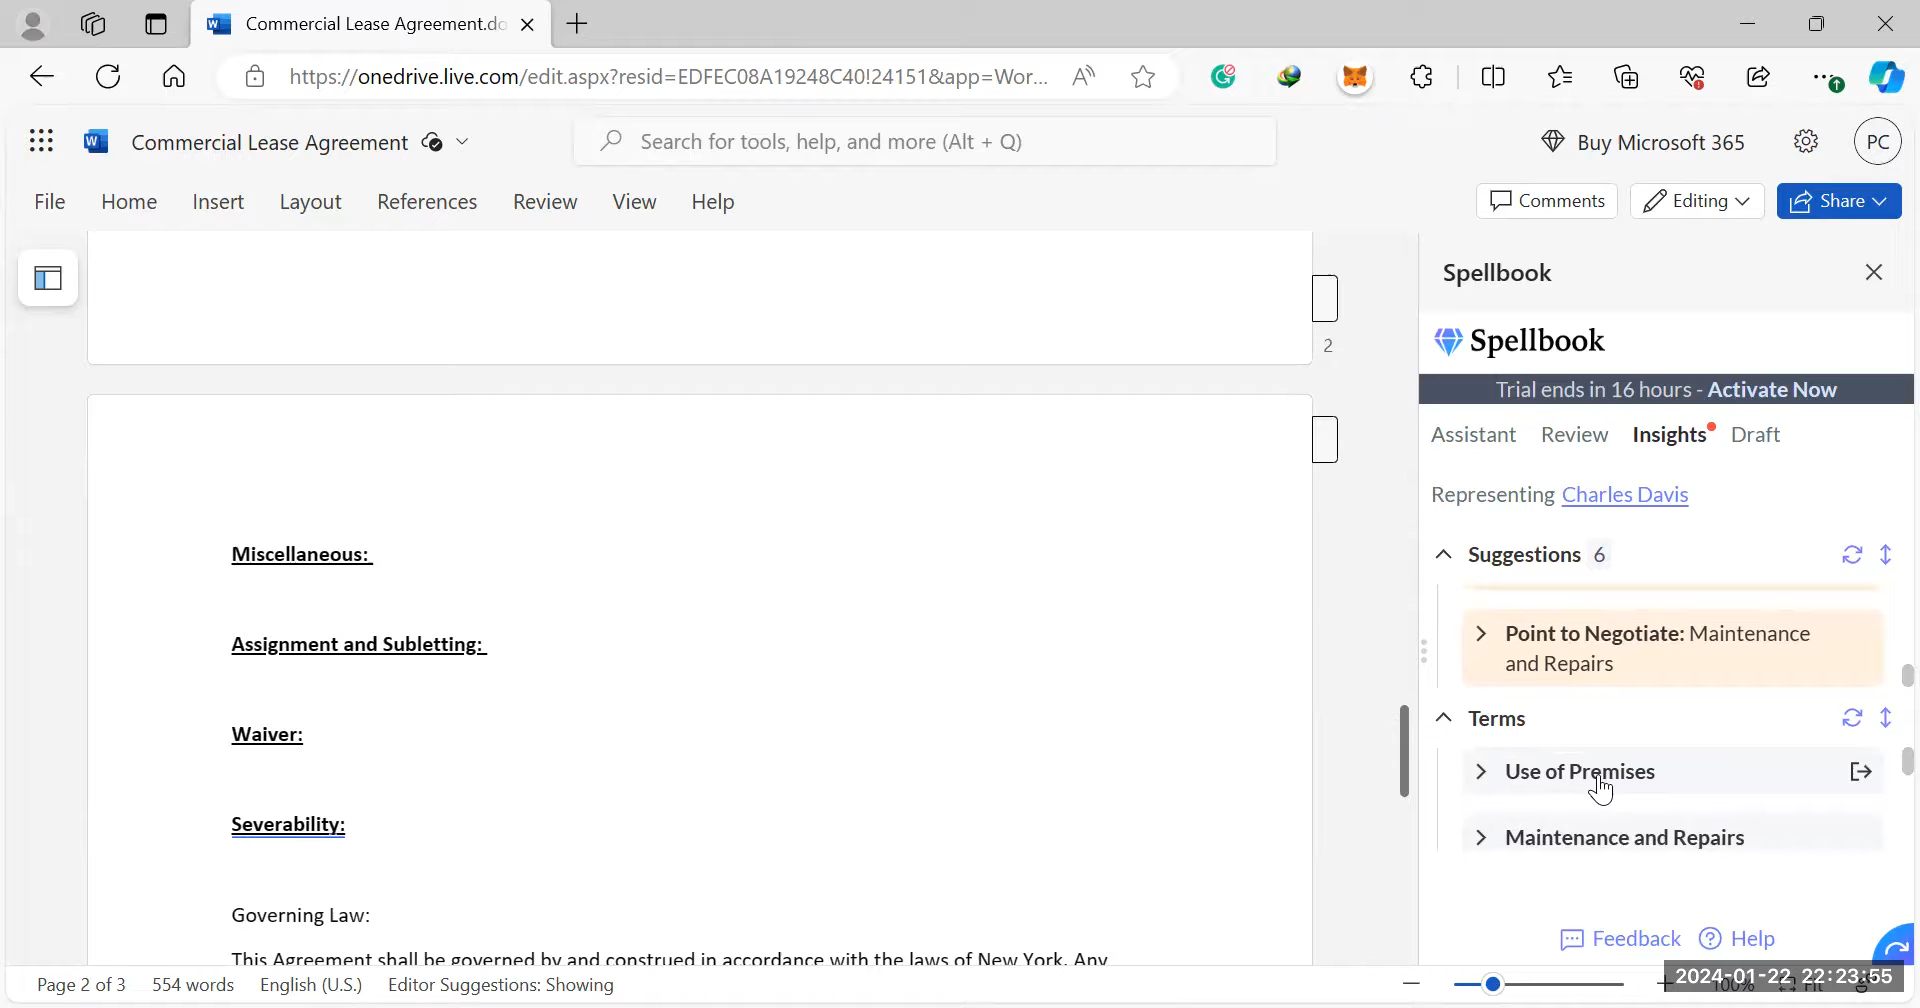 Commercial Lease Agreement.do
https://onedrive.live.com/edit.aspx?resid=EDFEC08A19248C40!24151&app=Wor...
Commercial Lease Agreement
Search for tools, help, and more (Alt + Q)
Buy Microsoft 365
PC
File Home Insert Layout References Review View Help
Comments Editing Share
Spellbook
Spellbook
2
Trial ends in 16 hours - Activate Now
Assistant Review Insights Draft
Representing Charles Davis
Miscellaneous:
Suggestions 6
Point to Negotiate: Maintenance
and Repairs
Assignment and Subletting:
Terms
Waiver:
Use of Premises
Severability:
Maintenance and Repairs
Governing Law:
This Agreement shall be governed by and construed in accordance with the laws of New York. Any
Feedback Help
Page 2 of 3 554 words English (U.S.) Editor Suggestions: Showing
2024-01-22 22:23:55
100%